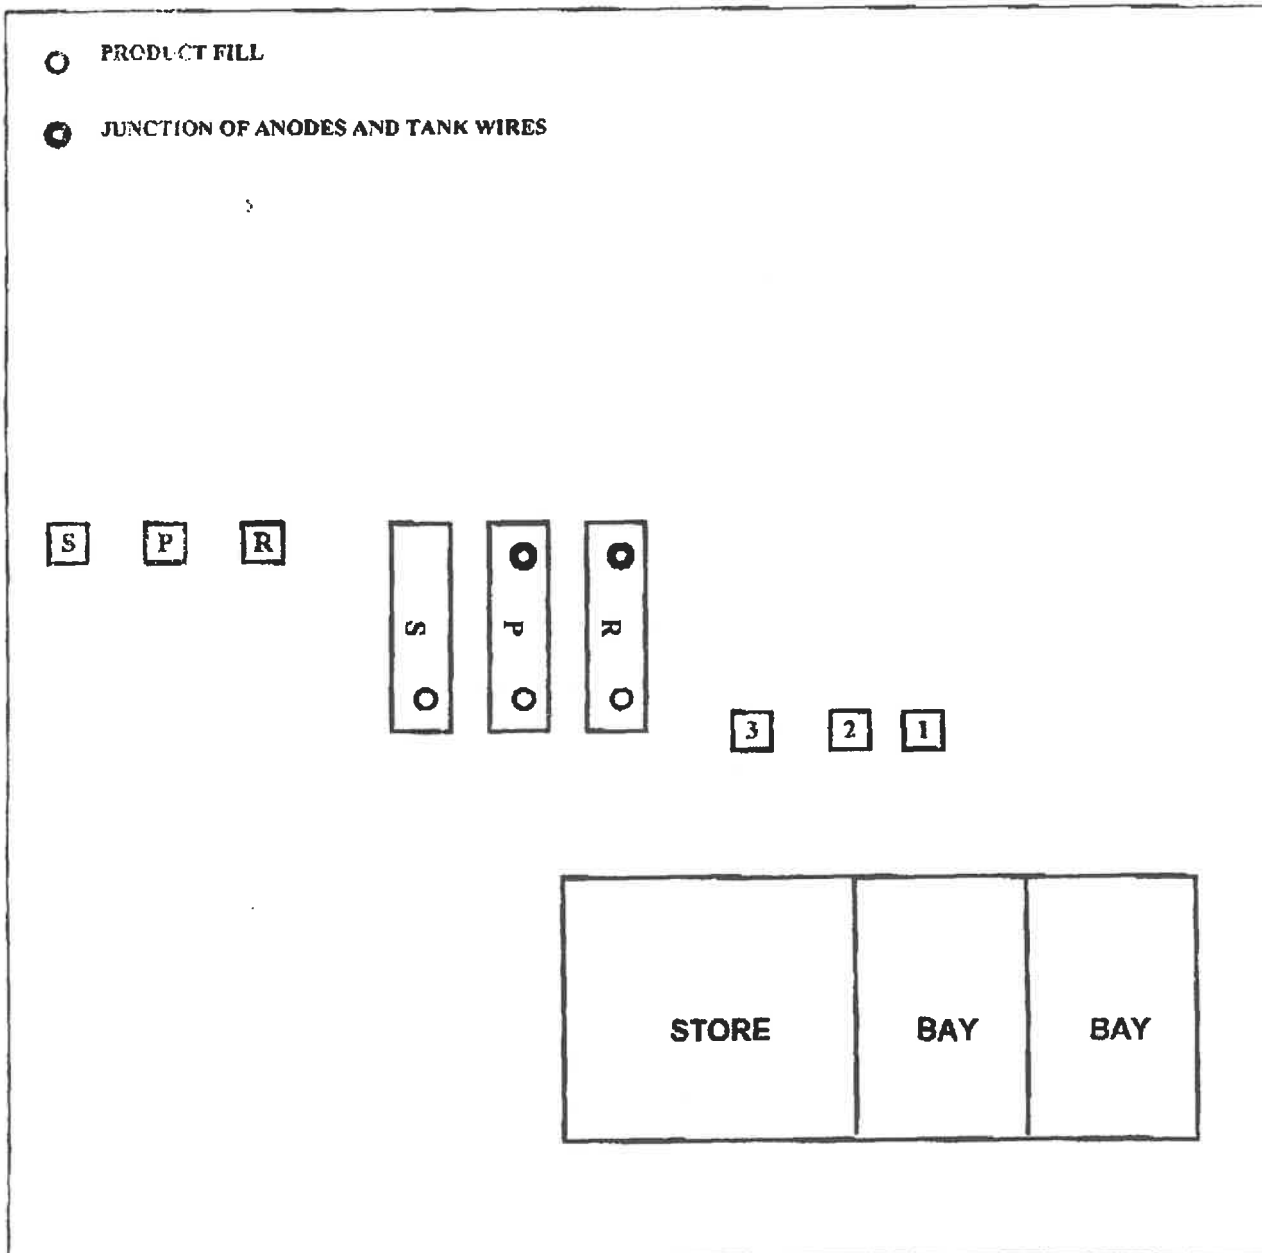 PRODUCT FILL
JUNCTION OF ANODES AND TANK WIRES
S P R
S P R
3 2 1
STORE BAY BAY